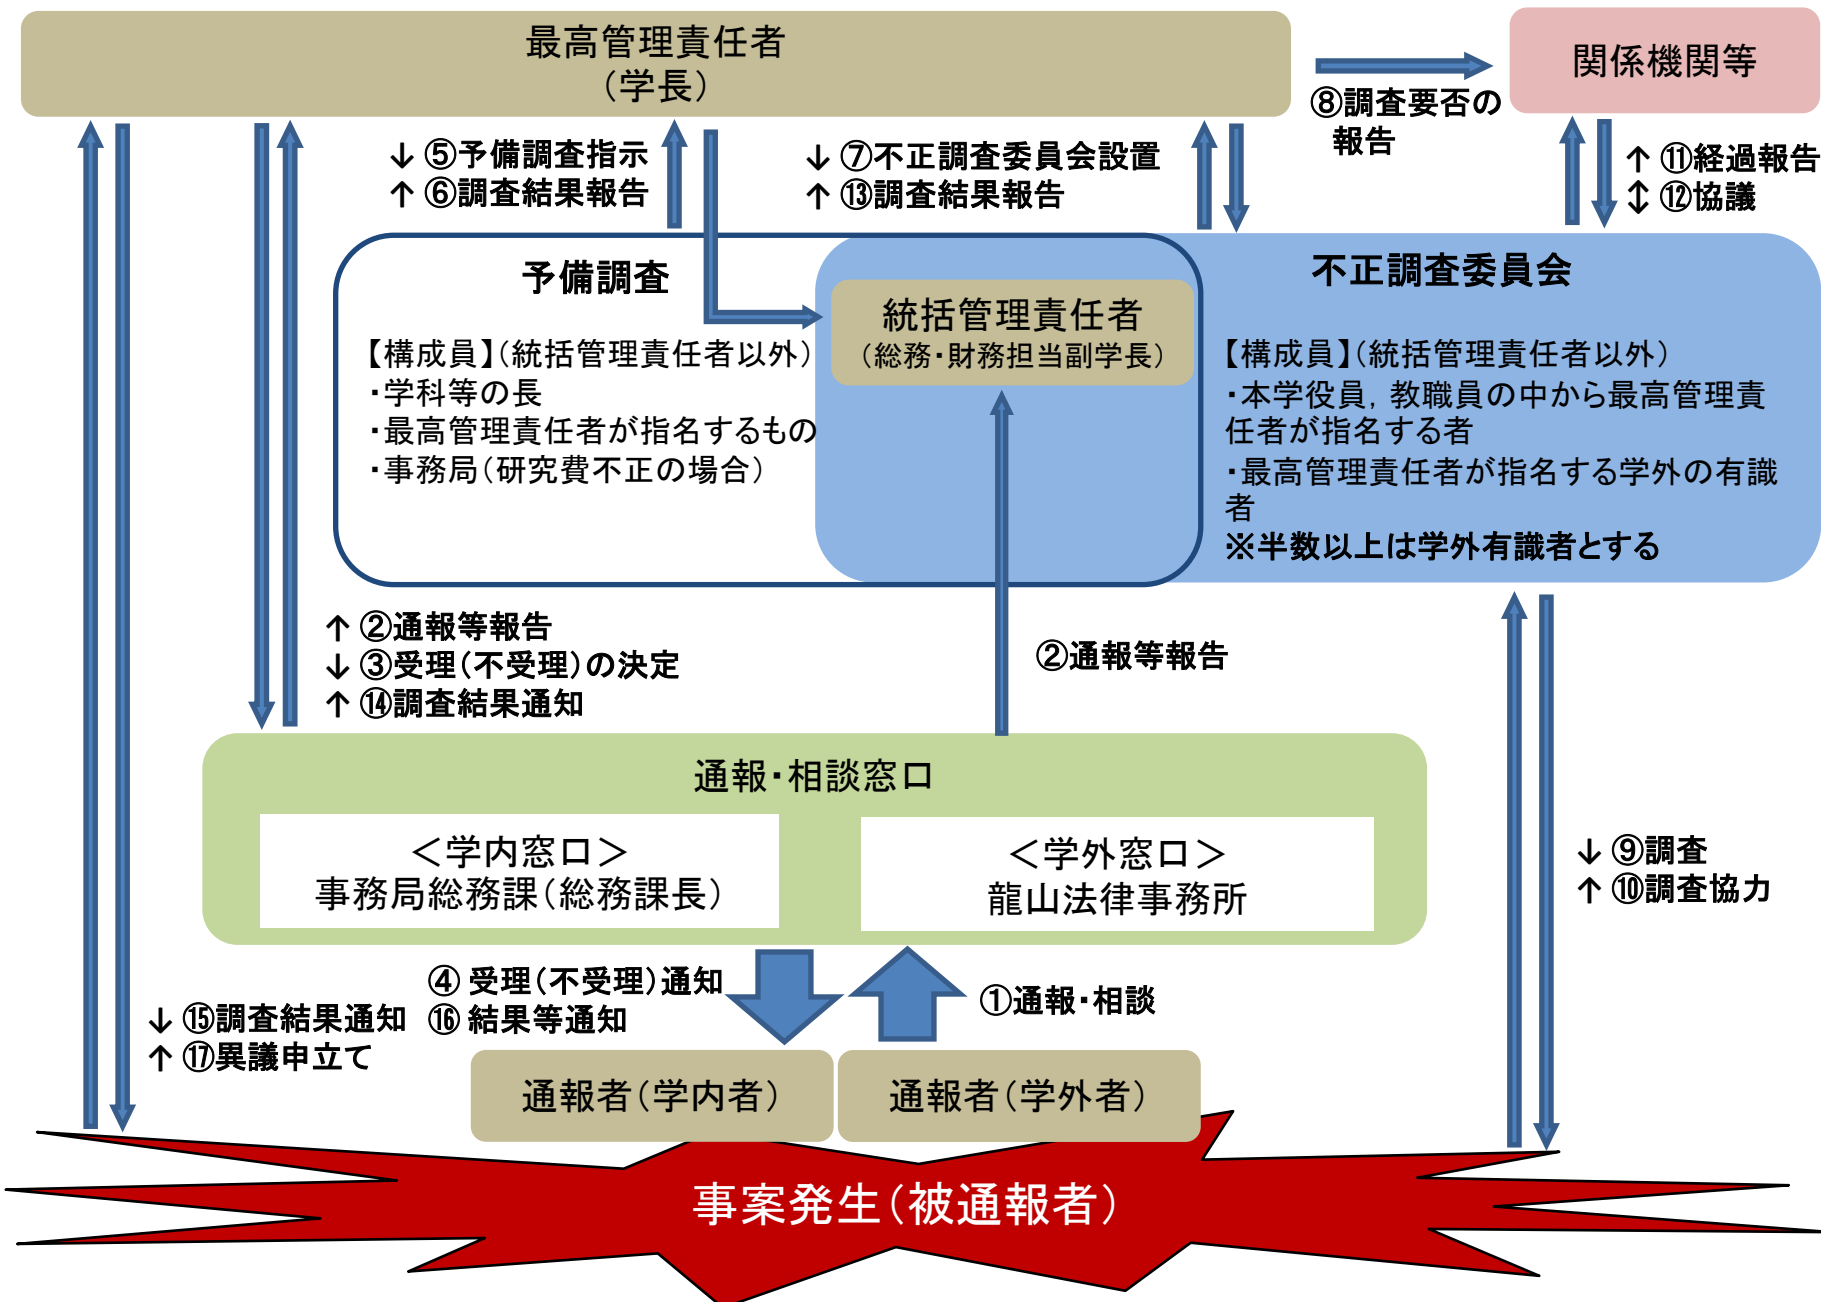 最高管理責任者
（学長）
関係機関等
⑧調査要否の
報告
↓ ⑤予備調査指示
↑ ⑥調査結果報告
↓ ⑦不正調査委員会設置
↑ ⑬調査結果報告
↑ ⑪経過報告
↕ ⑫協議
予備調査
【構成員】（統括管理責任者以外）
・学科等の長
・最高管理責任者が指名するもの
・事務局（研究費不正の場合）
統括管理責任者
（総務・財務担当副学長）
不正調査委員会
【構成員】（統括管理責任者以外）
・本学役員，教職員の中から最高管理責
任者が指名する者
・最高管理責任者が指名する学外の有識
者
※半数以上は学外有識者とする
↑ ②通報等報告
↓ ③受理（不受理）の決定
↑ ⑭調査結果通知
②通報等報告
通報・相談窓口
＜学内窓口＞
事務局総務課（総務課長）
＜学外窓口＞
龍山法律事務所
↓ ⑨調査
↑ ⑩調査協力
④ 受理（不受理）通知
⑯ 結果等通知
①通報・相談
↓ ⑮調査結果通知
↑ ⑰異議申立て
通報者（学内者）
通報者（学外者）
事案発生（被通報者）